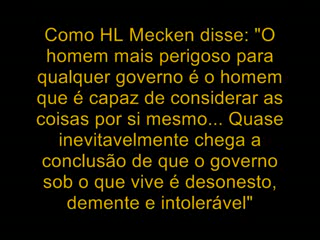 Como HL Mecken disse: "O
homem mais perigoso para
qualquer governo é o homem
que é capaz de considerar as
coisas por si mesmo... Quase
inevitavelmente chega a
conclusão de que o governo
sob o que vive é desonesto,
demente e intolerável"